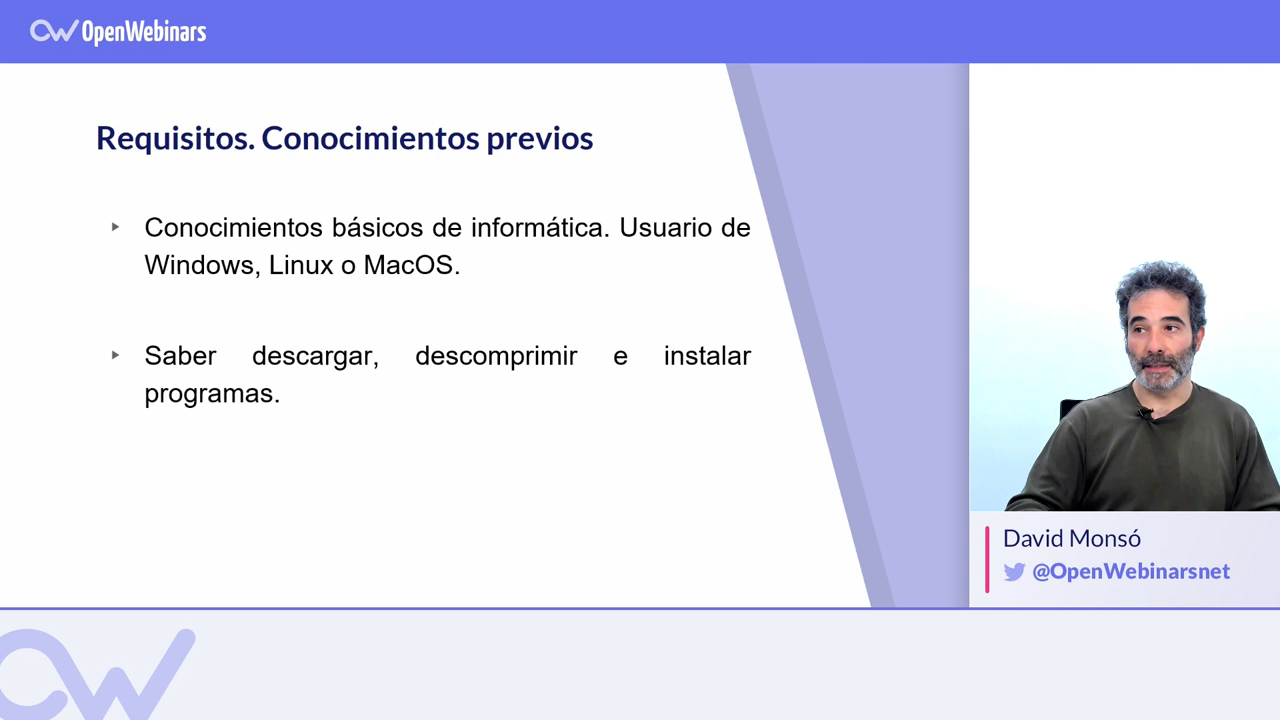 OpenWebinars
Requisitos. Conocimientos previos
Conocimientos básicos de informática. Usuario de
Windows, Linux o MacOS.
Saber descargar, descomprimir e instalar
programas.
David Monsó
@OpenWebinarsnet